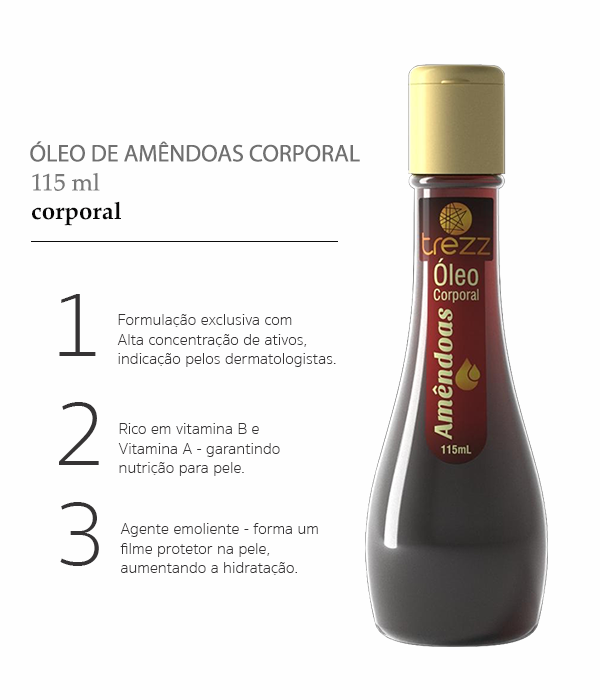 ÓLEO DE AMÊNDOAS CORPORAL
115 ml
corporal
1
Formulação exclusiva com
Alta concentração de ativos,
indicação pelos dermatologistas.
2
Rico em vitamina B e
Vitamina A - garantindo
nutrição para pele.
3
Agente emoliente - forma um
filme protetor na pele,
aumentando a hidratação.
trezz
Óleo
Corporal
Amêndoas
115mL